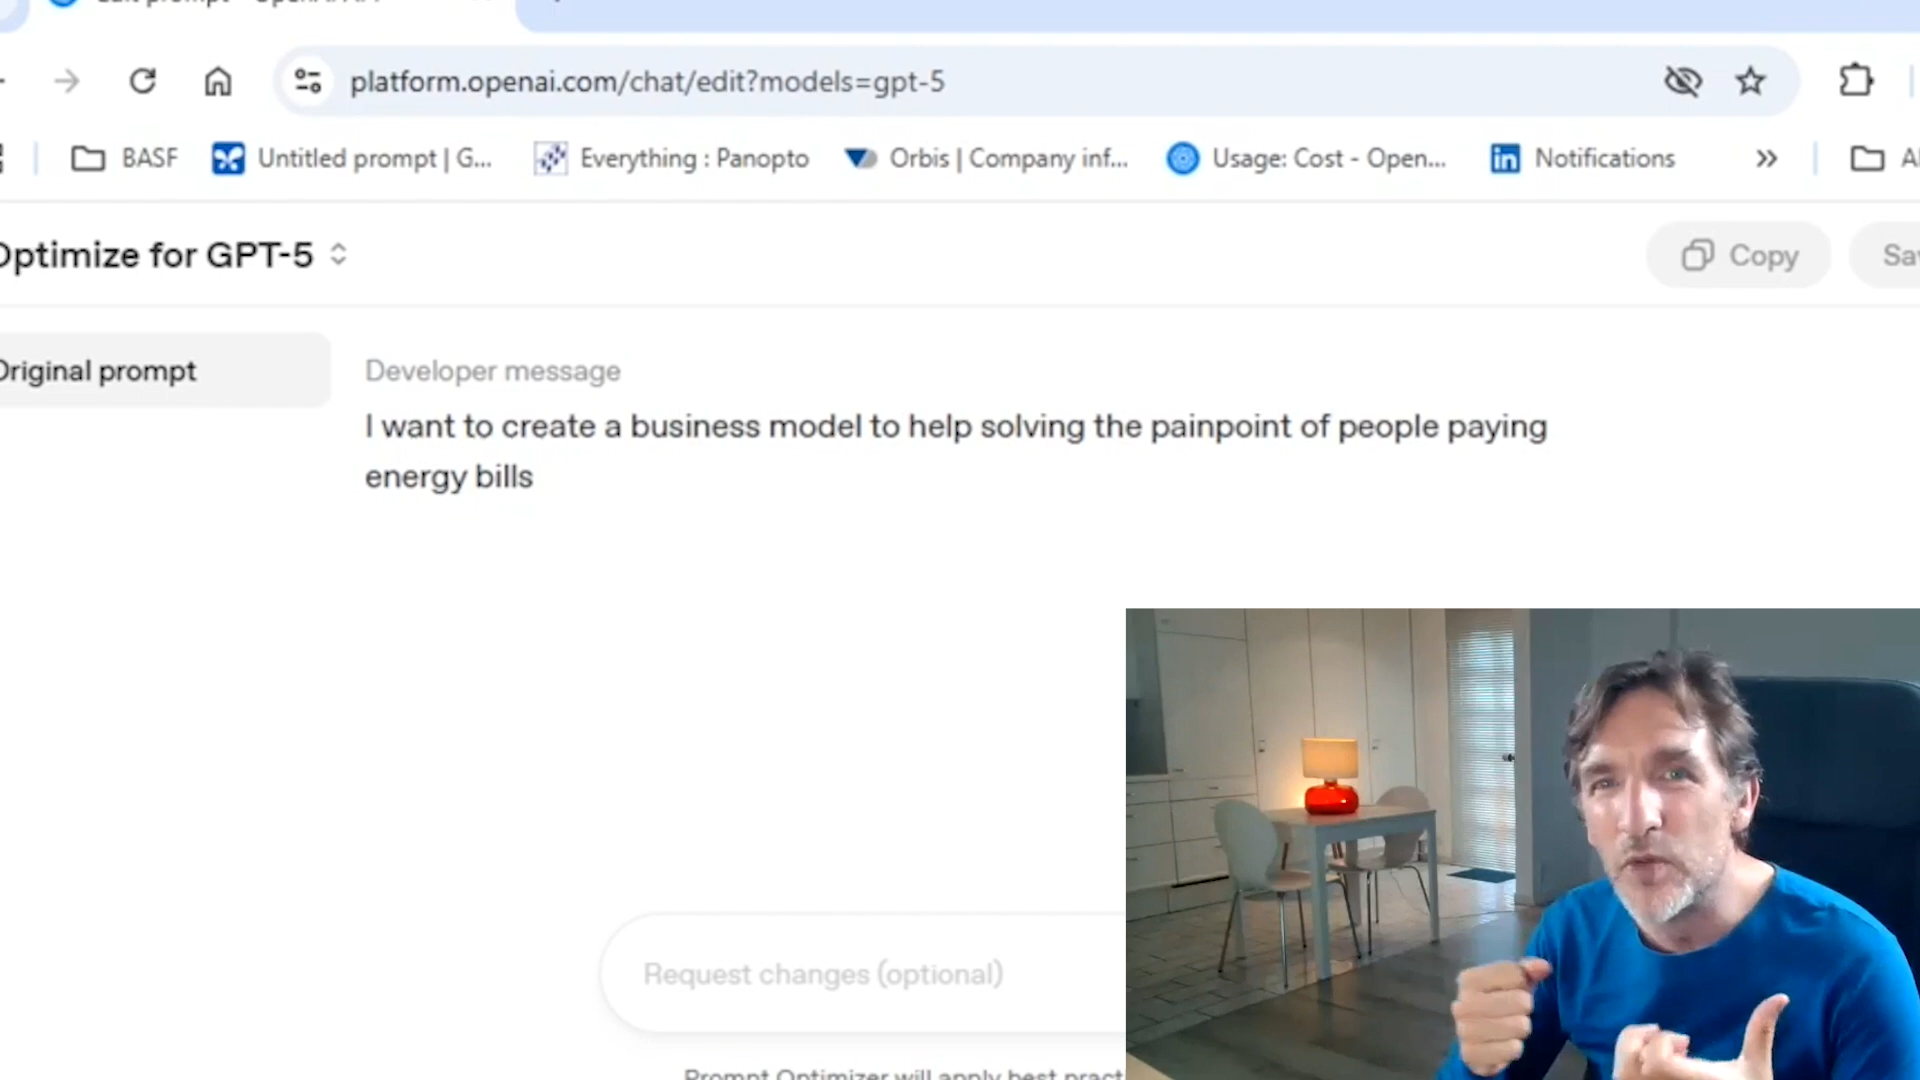 platform.openai.com/chat/edit?models=gpt-5
BASF Untitled prompt | G... Everything : Panopto Orbis | Company inf... Usage: Cost - Open... in Notifications
Optimize for GPT-5
Copy
Original prompt
Developer message
I want to create a business model to help solving the painpoint of people paying
energy bills
Request changes (optional)
Prompt Optimizer will apply best